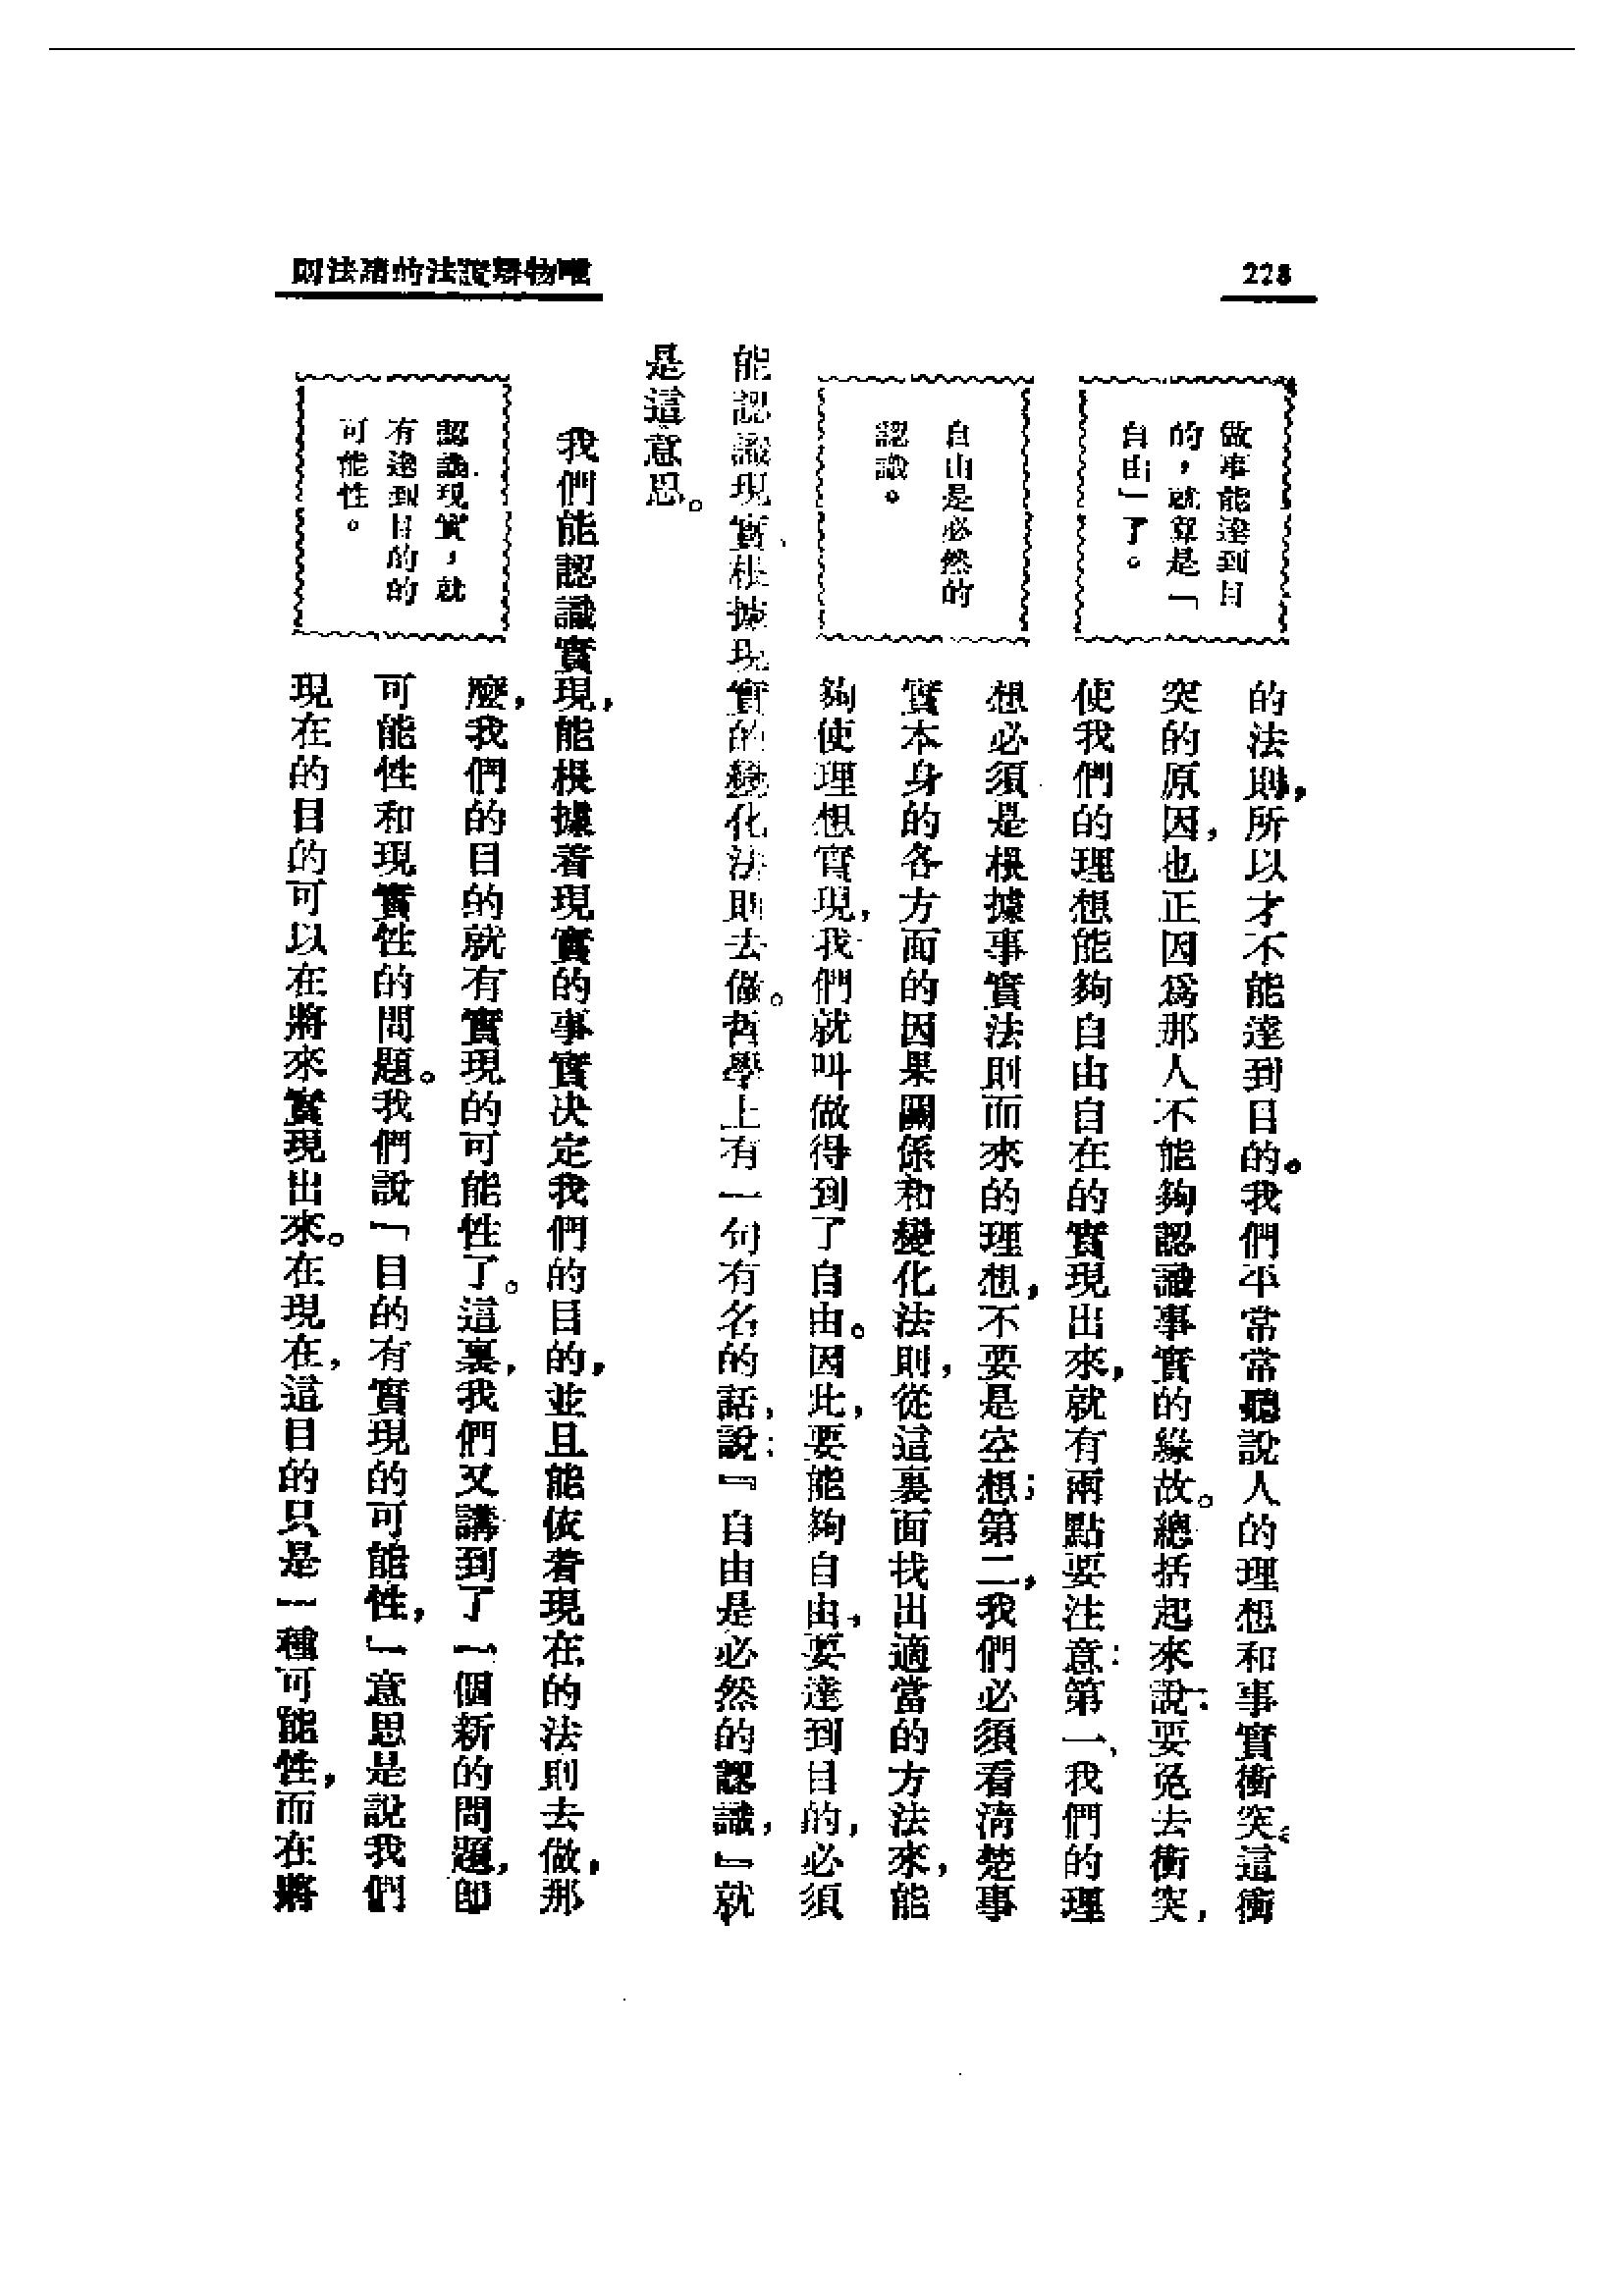 228
則法諸的法證辯物唯
做事能達到目
的，就算是「
自由」了。
的法則，所以才不能達到目的。我們平常常聽說人的理想和事實衝突。這衝
突的原因，也正因爲那人不能夠認識事實的緣故。總括起來說：要免去衝突，
使我們的理想能夠自由自在的實現出來，就有兩點要注意：第一、我們的理
想必須是根據事實法則而來的理想，不要是空想；第二，我們必須看清楚事
自由是必然的
認識。
實本身的各方面的因果關係和變化法則，從這裏面找出適當的方法來，能
夠使理想實現，我們就叫做得到了自由。因此，要能夠自由，要達到目的，必須
能認識現實、根據現實的變化法則去做。哲學上有一句有名的話，說：『自由是必然的認識，』就
是這意思。
我們能認識實現，能根據着現實的事實決定我們的目的，並且能依着現在的法則去做，那
認識現實，就
有達到目的的
可能性。
麼，我們的目的就有實現的可能性了。這裏，我們又講到了一個新的問題，卽
可能性和現實性的問題。我們說「目的有實現的可能性，」意思是說我們
現在的目的可以在將來實現出來。在現在，這目的只是一種可能性，而在將